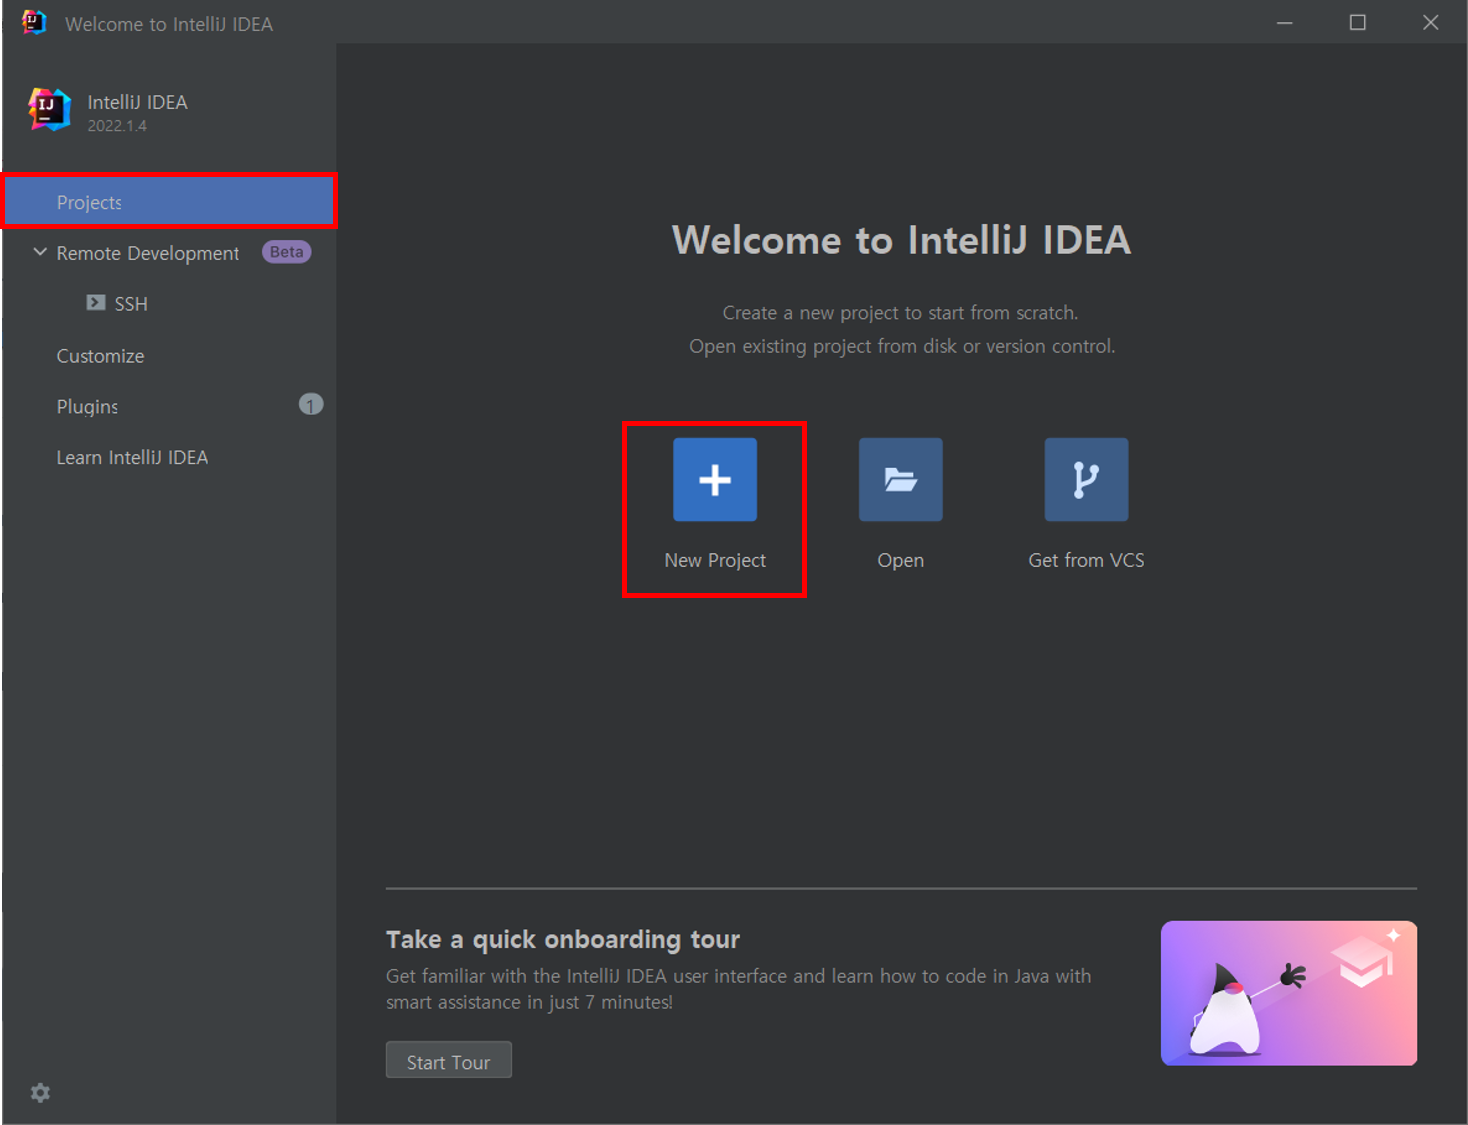 Welcome to IntelliJ IDEA
IntelliJ IDEA
2022.1.4
Projects
Remote Development Beta
SSH
Customize
Plugins 1
Learn IntelliJ IDEA
Welcome to IntelliJ IDEA
Create a new project to start from scratch.
Open existing project from disk or version control.
New Project Open Get from VCS
Take a quick onboarding tour
Get familiar with the IntelliJ IDEA user interface and learn how to code in Java with
smart assistance in just 7 minutes!
Start Tour